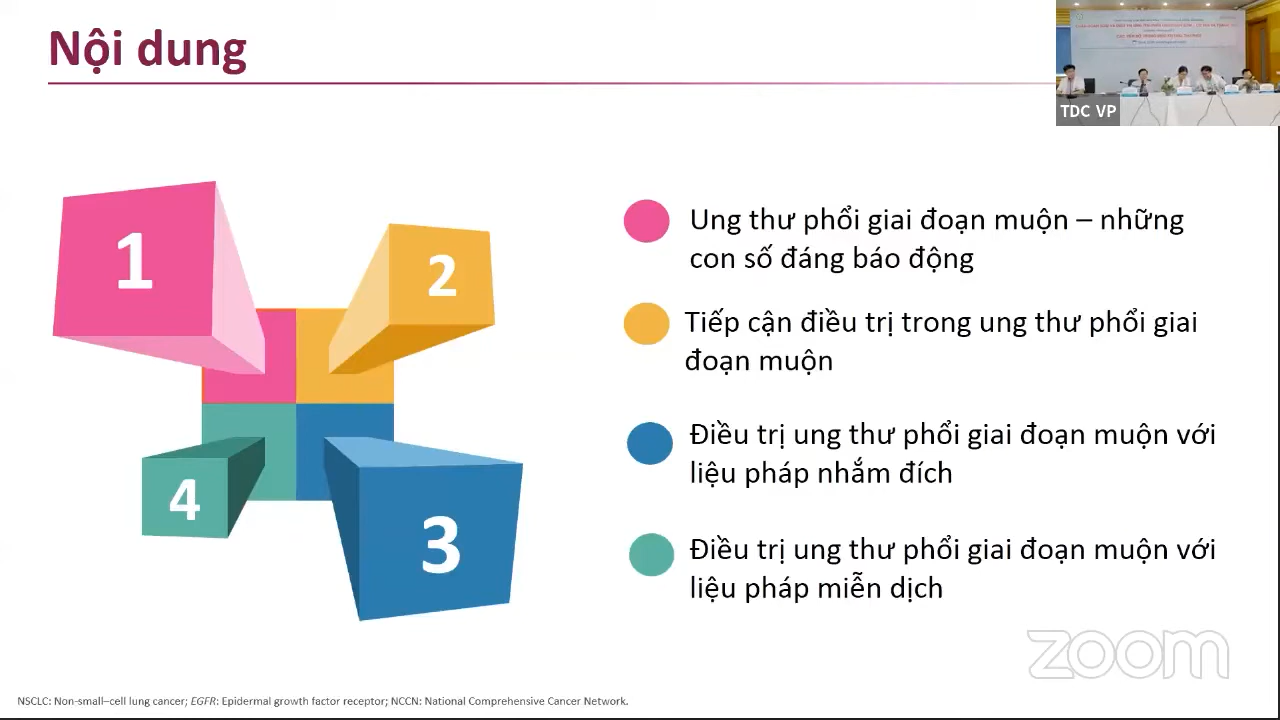 Nội dung
TDC VP
1
2
3
4
Ung thư phổi giai đoạn muộn – những
con số đáng báo động
Tiếp cận điều trị trong ung thư phổi giai
đoạn muộn
Điều trị ung thư phổi giai đoạn muộn với
liệu pháp nhắm đích
Điều trị ung thư phổi giai đoạn muộn với
liệu pháp miễn dịch
zoom
NSCLC: Non-small–cell lung cancer; EGFR: Epidermal growth factor receptor; NCCN: National Comprehensive Cancer Network.